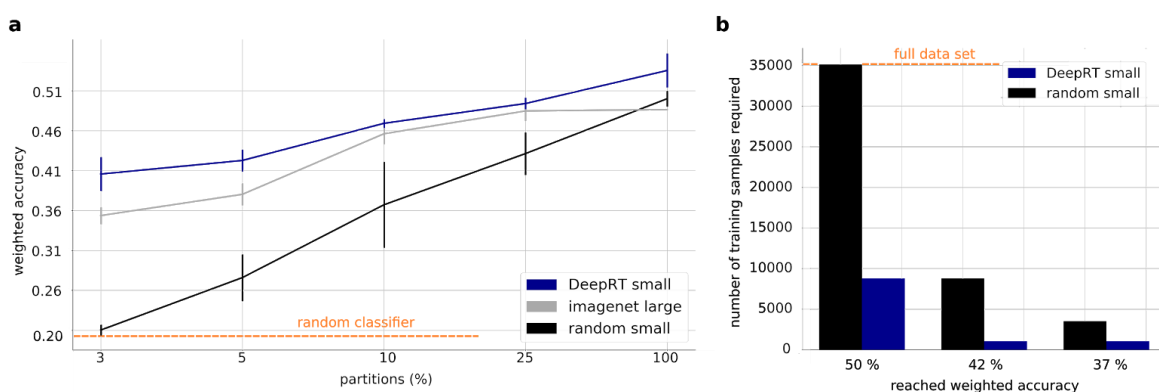 a
weighted accuracy
0.51
0.46
0.41
0.36
0.31
0.26
0.20
random classifier
DeepRT small
imagenet large
random small
3 5 10 25 100
partitions (%)
b
number of training samples required
full data set
DeepRT small
random small
35000
30000
25000
20000
15000
10000
5000
0
50 % 42 % 37 %
reached weighted accuracy